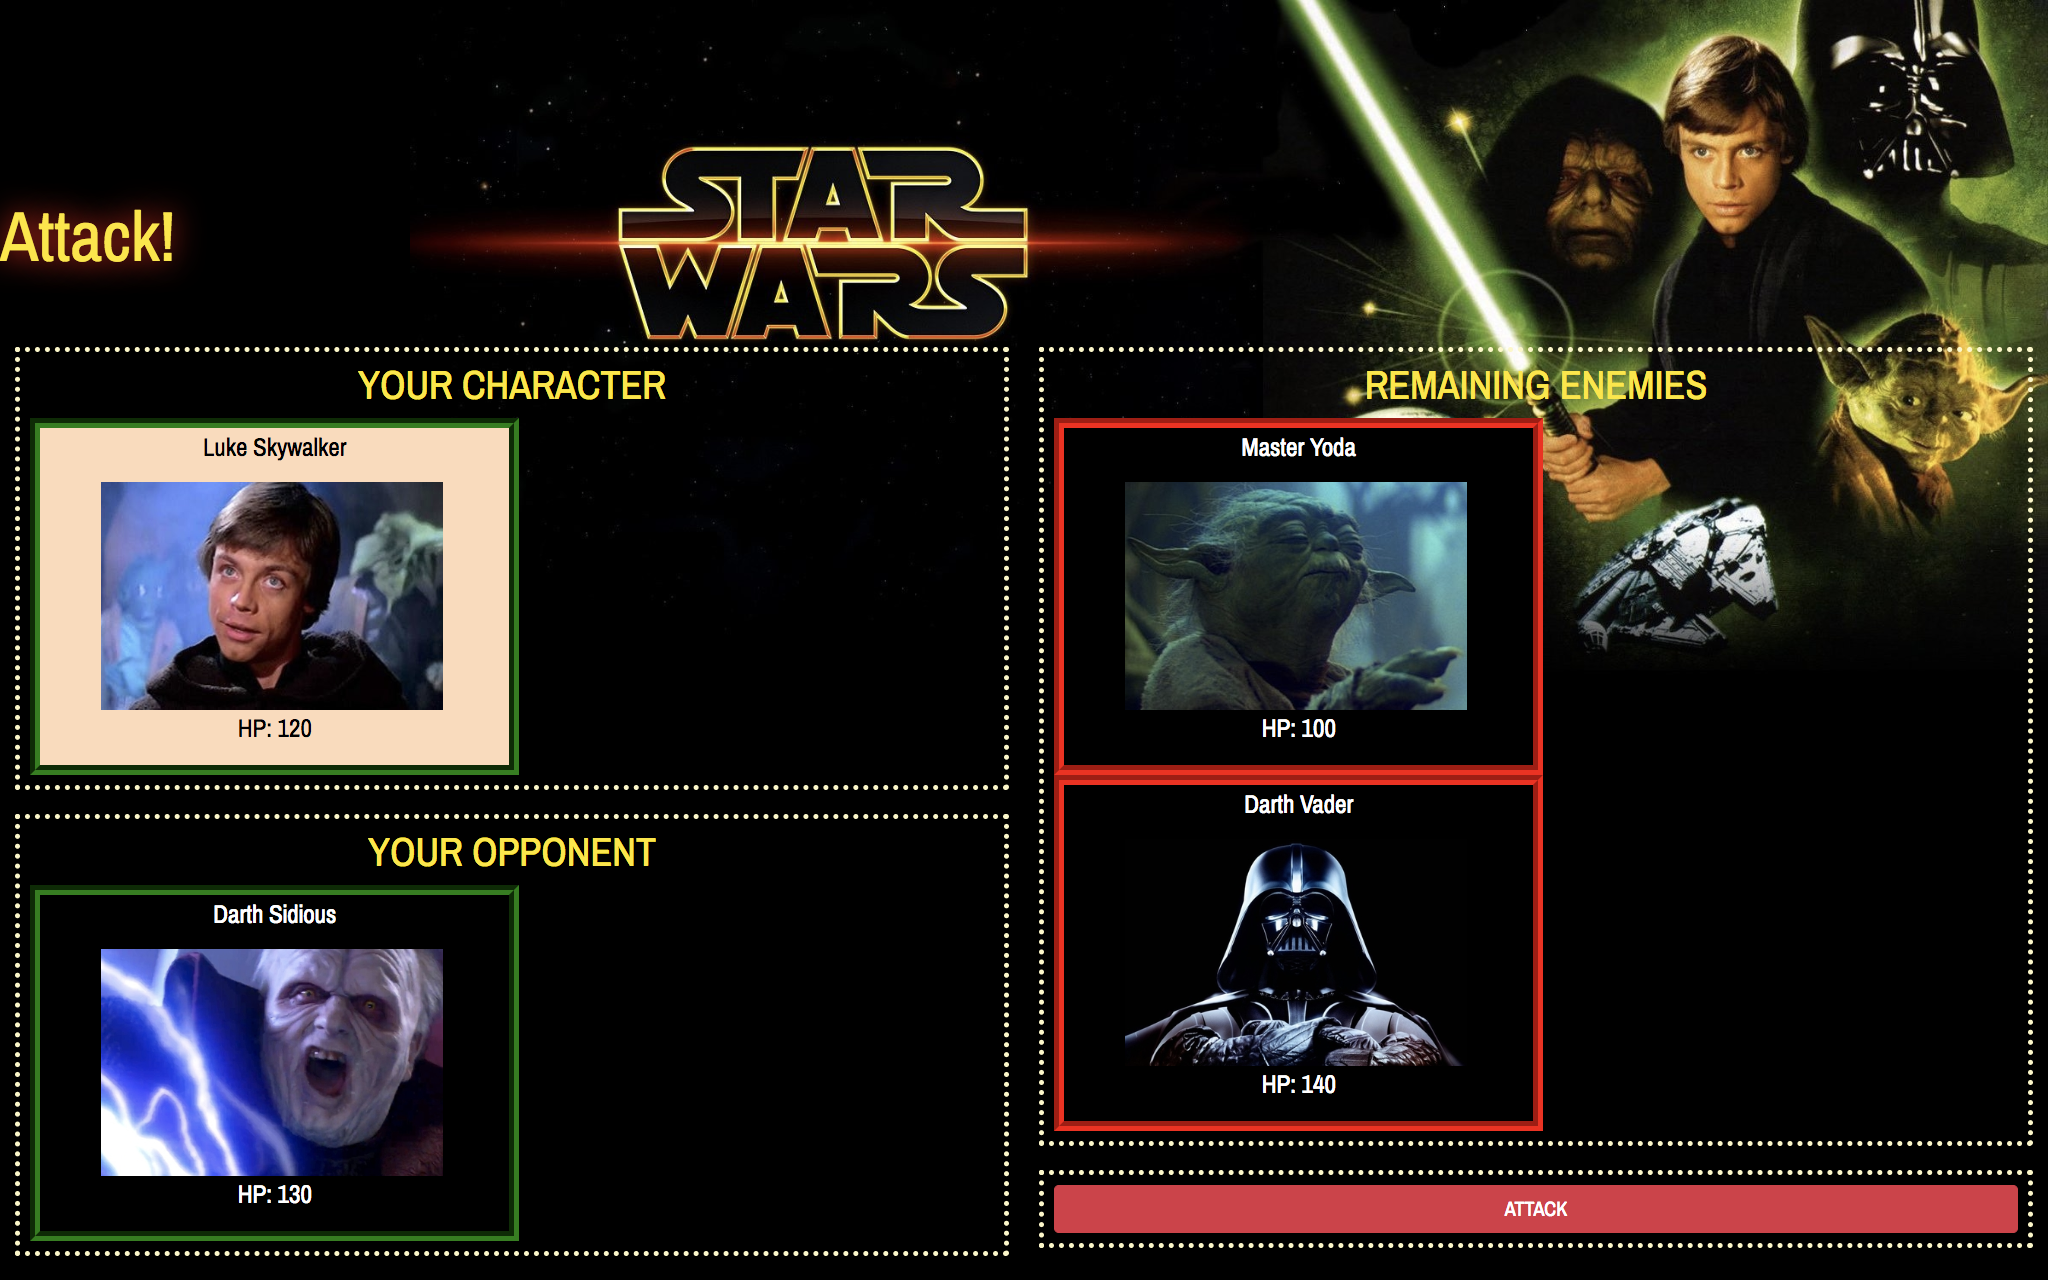 STAR
WARS
Attack!
YOUR CHARACTER
Luke Skywalker
HP: 120
YOUR OPPONENT
Darth Sidious
HP: 130
REMAINING ENEMIES
Master Yoda
HP: 100
Darth Vader
HP: 140
ATTACK